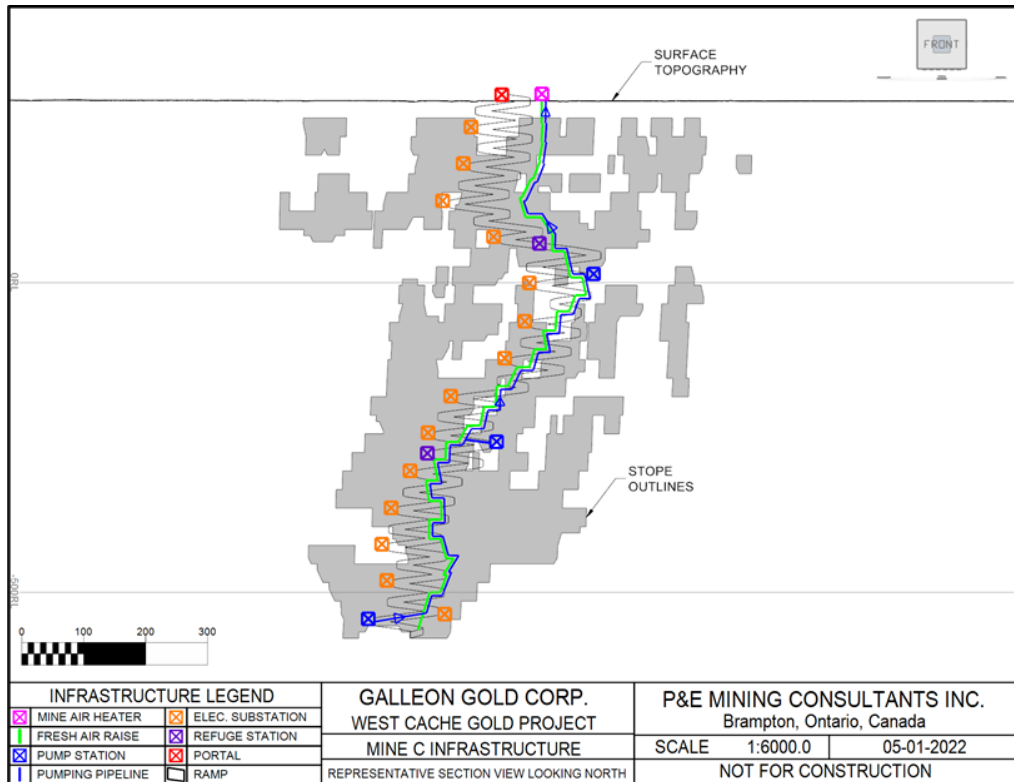 FRONT
SURFACE
TOPOGRAPHY
0RL
STOPE
OUTLINES
-500RL
0 100 200 300
INFRASTRUCTURE LEGEND
MINE AIR HEATER
ELEC. SUBSTATION
FRESH AIR RAISE
REFUGE STATION
PUMP STATION
PORTAL
PUMPING PIPELINE
RAMP
GALLEON GOLD CORP.
WEST CACHE GOLD PROJECT
MINE C INFRASTRUCTURE
REPRESENTATIVE SECTION VIEW LOOKING NORTH
P&E MINING CONSULTANTS INC.
Brampton, Ontario, Canada
SCALE 1:6000.0 05-01-2022
NOT FOR CONSTRUCTION